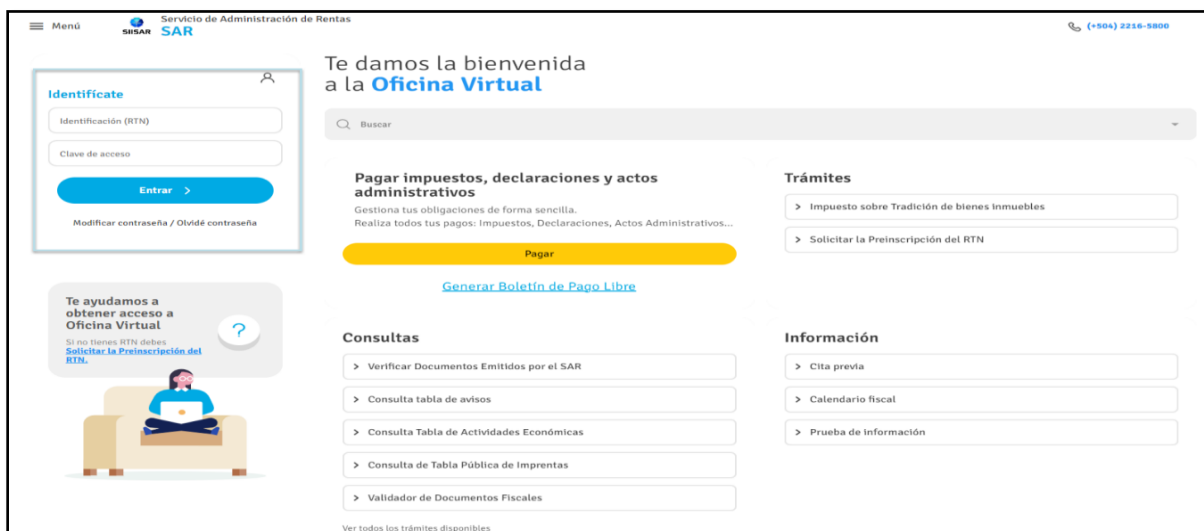 Menú
SIISAR
Servicio de Administración de Rentas
SAR
(+504) 2216-5800
Identifícate
Identificación (RTN)
Clave de acceso
Entrar >
Modificar contraseña / Olvidé contraseña
Te ayudamos a
obtener acceso a
Oficina Virtual
Si no tienes RTN debes
Solicitar la Preinscripción del
RTN.
?
Te damos la bienvenida
a la Oficina Virtual
Buscar
Pagar impuestos, declaraciones y actos
administrativos
Gestiona tus obligaciones de forma sencilla.
Realiza todos tus pagos: Impuestos, Declaraciones, Actos Administrativos...
Pagar
Generar Boletín de Pago Libre
Trámites
> Impuesto sobre Tradición de bienes inmuebles
> Solicitar la Preinscripción del RTN
Consultas
> Verificar Documentos Emitidos por el SAR
> Consulta tabla de avisos
> Consulta Tabla de Actividades Económicas
> Consulta de Tabla Pública de Imprentas
> Validador de Documentos Fiscales
Ver todos los trámites disponibles
Información
> Cita previa
> Calendario fiscal
> Prueba de información